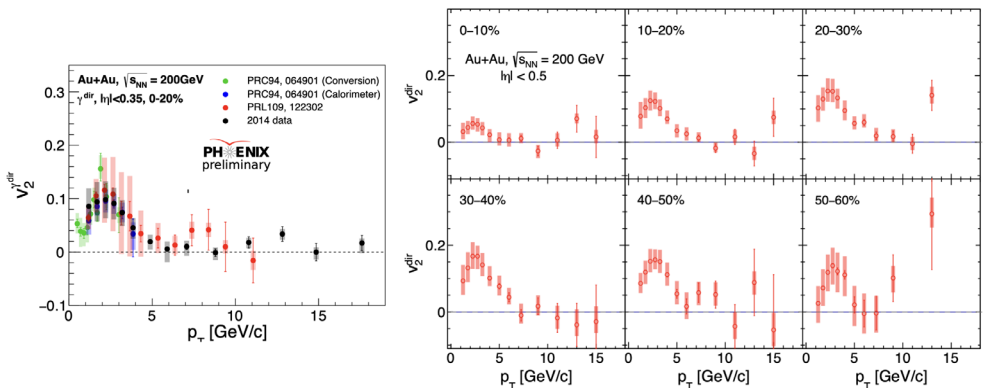 Au+Au, √sNN = 200GeV
γdir, |η|<0.35, 0-20%
PRC94, 064901 (Conversion)
PRC94, 064901 (Calorimeter)
PRL109, 122302
2014 data
PHENIX
preliminary
v2γdir
0.3
0.2
0.1
0
−0.1
0 5 10 15
pT [GeV/c]
0–10%
10–20%
20–30%
Au+Au, √sNN = 200 GeV
|η| < 0.5
v2dir
0.2
0
30–40%
40–50%
50–60%
v2dir
0.2
0
0 5 10 15
0 5 10 15
0 5 10 15
pT [GeV/c]
pT [GeV/c]
pT [GeV/c]